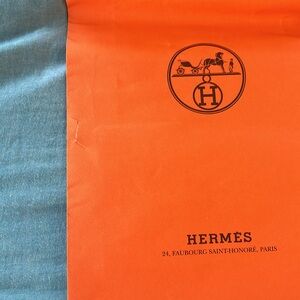 H
HERMÈS
24, FAUBOURG SAINT-HONORÉ, PARIS